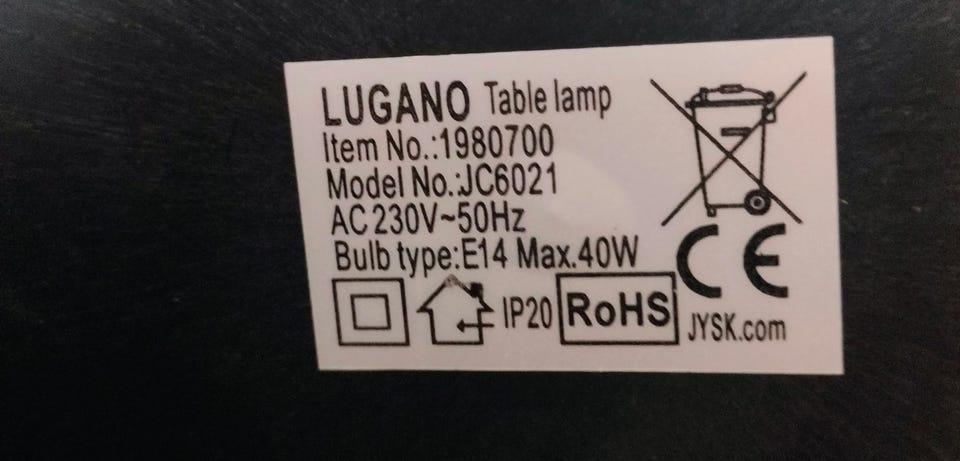 LUGANO Table lamp
Item No.:1980700
Model No.:JC6021
AC 230V~50Hz
Bulb type:E14 Max.40W
CE
IP20 RoHS JYSK.com